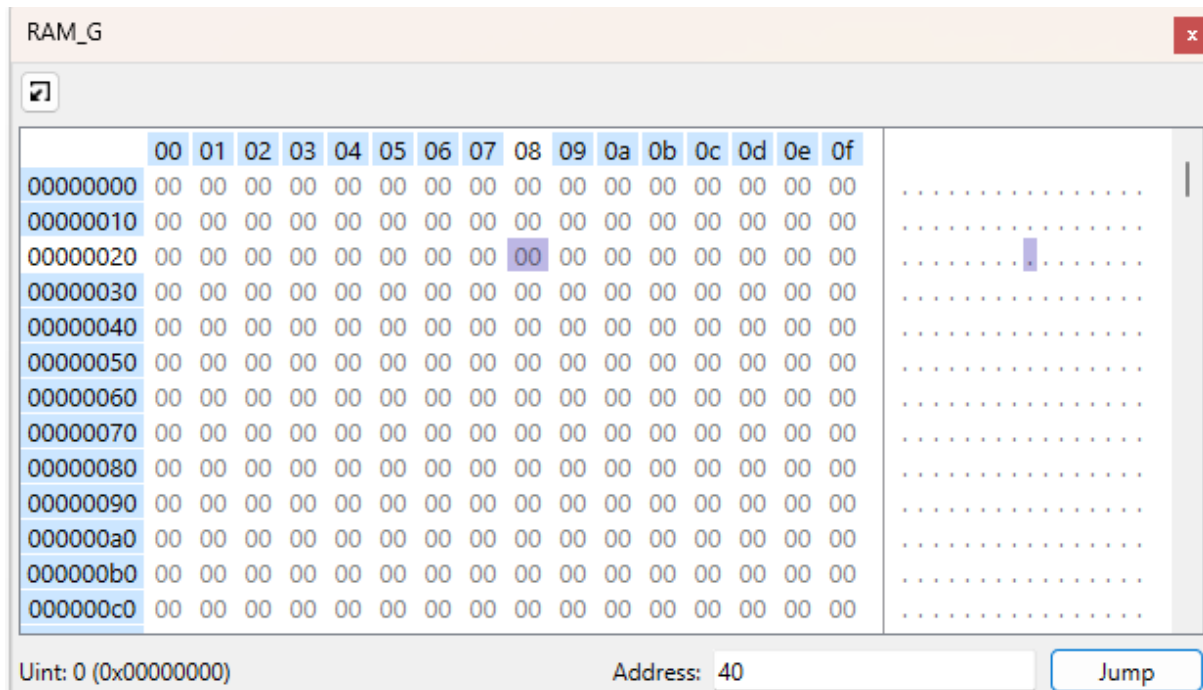 RAM_G
x
00 01 02 03 04 05 06 07 08 09 0a 0b 0c 0d 0e 0f
00000000 00 00 00 00 00 00 00 00 00 00 00 00 00 00 00 00 ................
00000010 00 00 00 00 00 00 00 00 00 00 00 00 00 00 00 00 ................
00000020 00 00 00 00 00 00 00 00 00 00 00 00 00 00 00 00 ................
00000030 00 00 00 00 00 00 00 00 00 00 00 00 00 00 00 00 ................
00000040 00 00 00 00 00 00 00 00 00 00 00 00 00 00 00 00 ................
00000050 00 00 00 00 00 00 00 00 00 00 00 00 00 00 00 00 ................
00000060 00 00 00 00 00 00 00 00 00 00 00 00 00 00 00 00 ................
00000070 00 00 00 00 00 00 00 00 00 00 00 00 00 00 00 00 ................
00000080 00 00 00 00 00 00 00 00 00 00 00 00 00 00 00 00 ................
00000090 00 00 00 00 00 00 00 00 00 00 00 00 00 00 00 00 ................
000000a0 00 00 00 00 00 00 00 00 00 00 00 00 00 00 00 00 ................
000000b0 00 00 00 00 00 00 00 00 00 00 00 00 00 00 00 00 ................
000000c0 00 00 00 00 00 00 00 00 00 00 00 00 00 00 00 00 ................
Uint: 0 (0x00000000) Address: 40 Jump